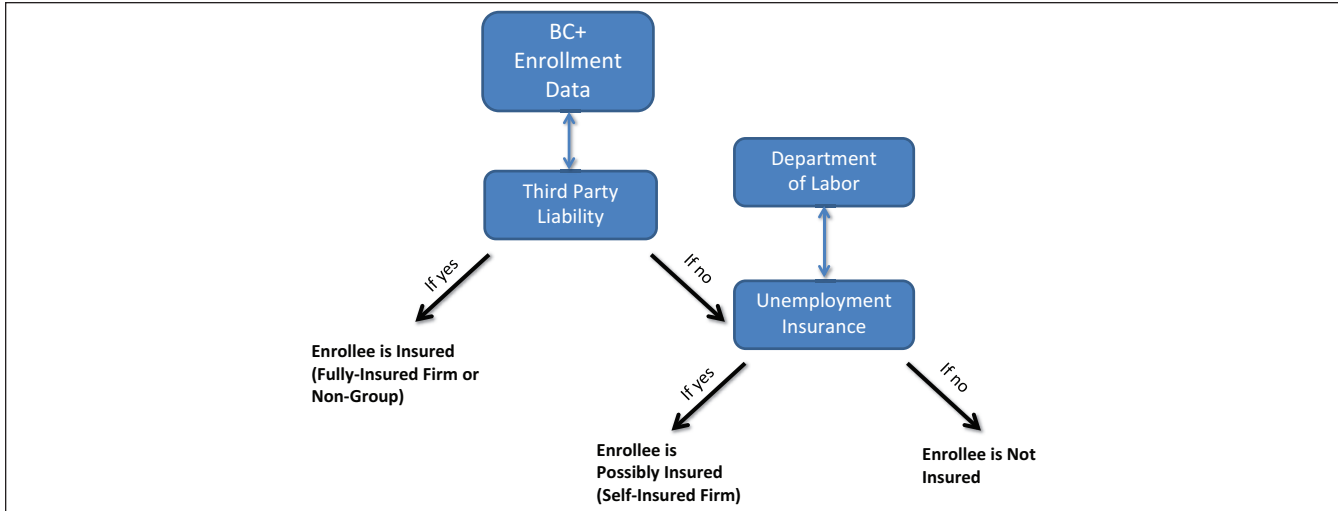 BC+
Enrollment
Data
Third Party
Liability
Department
of Labor
If yes
If no
Unemployment
Insurance
Enrollee is Insured
(Fully-Insured Firm or
Non-Group)
If yes
If no
Enrollee is
Possibly Insured
(Self-Insured Firm)
Enrollee is Not
Insured